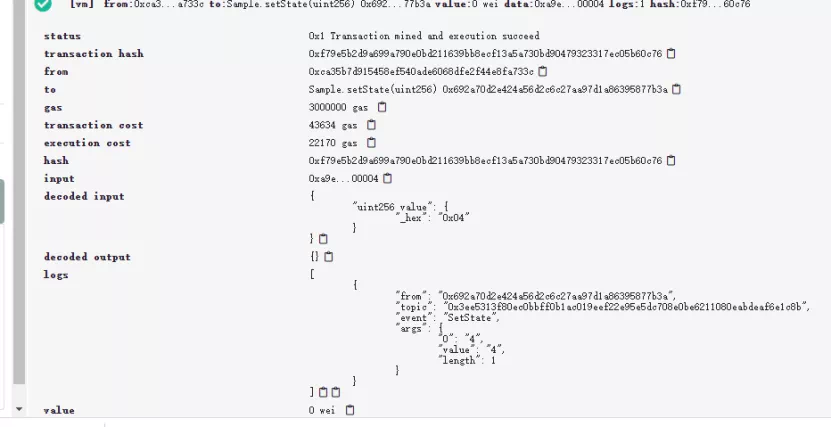 [vm] from:0xca3...a733c to:Sample.setState(uint256) 0x692...77b3a value:0 wei data:0xa9e...00004 logs:1 hash:0xf79...60c76
status 0x1 Transaction mined and execution succeed
transaction hash 0xf79e5b2d9a699a790e0bd211639bb8ecf13a5a730bd90479323317ec05b60c76
from 0xca35b7d915458ef540ade6068dfe2f44e8fa733c
to Sample.setState(uint256) 0x692a70d2e424a56d2c6c27aa97d1a86395877b3a
gas 3000000 gas
transaction cost 43634 gas
execution cost 22170 gas
hash 0xf79e5b2d9a699a790e0bd211639bb8ecf13a5a730bd90479323317ec05b60c76
input 0xa9e...00004
decoded input {
"uint256 value": {
"_hex": "0x04"
}
}
decoded output {}
logs [
{
"from": "0x692a70d2e424a56d2c6c27aa97d1a86395877b3a",
"topic": "0x3ee5313f80ec0bbff0b1ac019eef22e95e5dc708e0be6211080eabdeaf6e1c8b",
"event": "SetState",
"args": {
"0": "4",
"value": "4",
"length": 1
}
}
]
value 0 wei